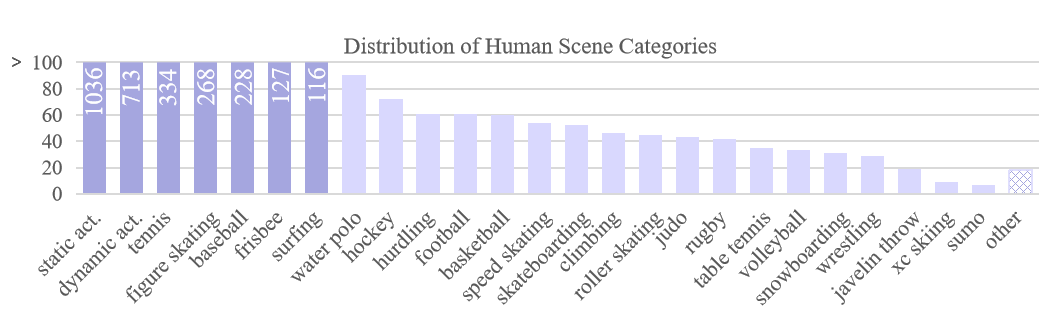 Distribution of Human Scene Categories
> 100
80
60
40
20
0
1036
713
334
268
228
127
116
static act.
dynamic act.
tennis
figure skating
baseball
frisbee
surfing
water polo
hockey
hurdling
football
basketball
speed skating
skateboarding
climbing
roller skating
judo
rugby
table tennis
volleyball
snowboarding
wrestling
javelin throw..
xc skiing
sumo
other